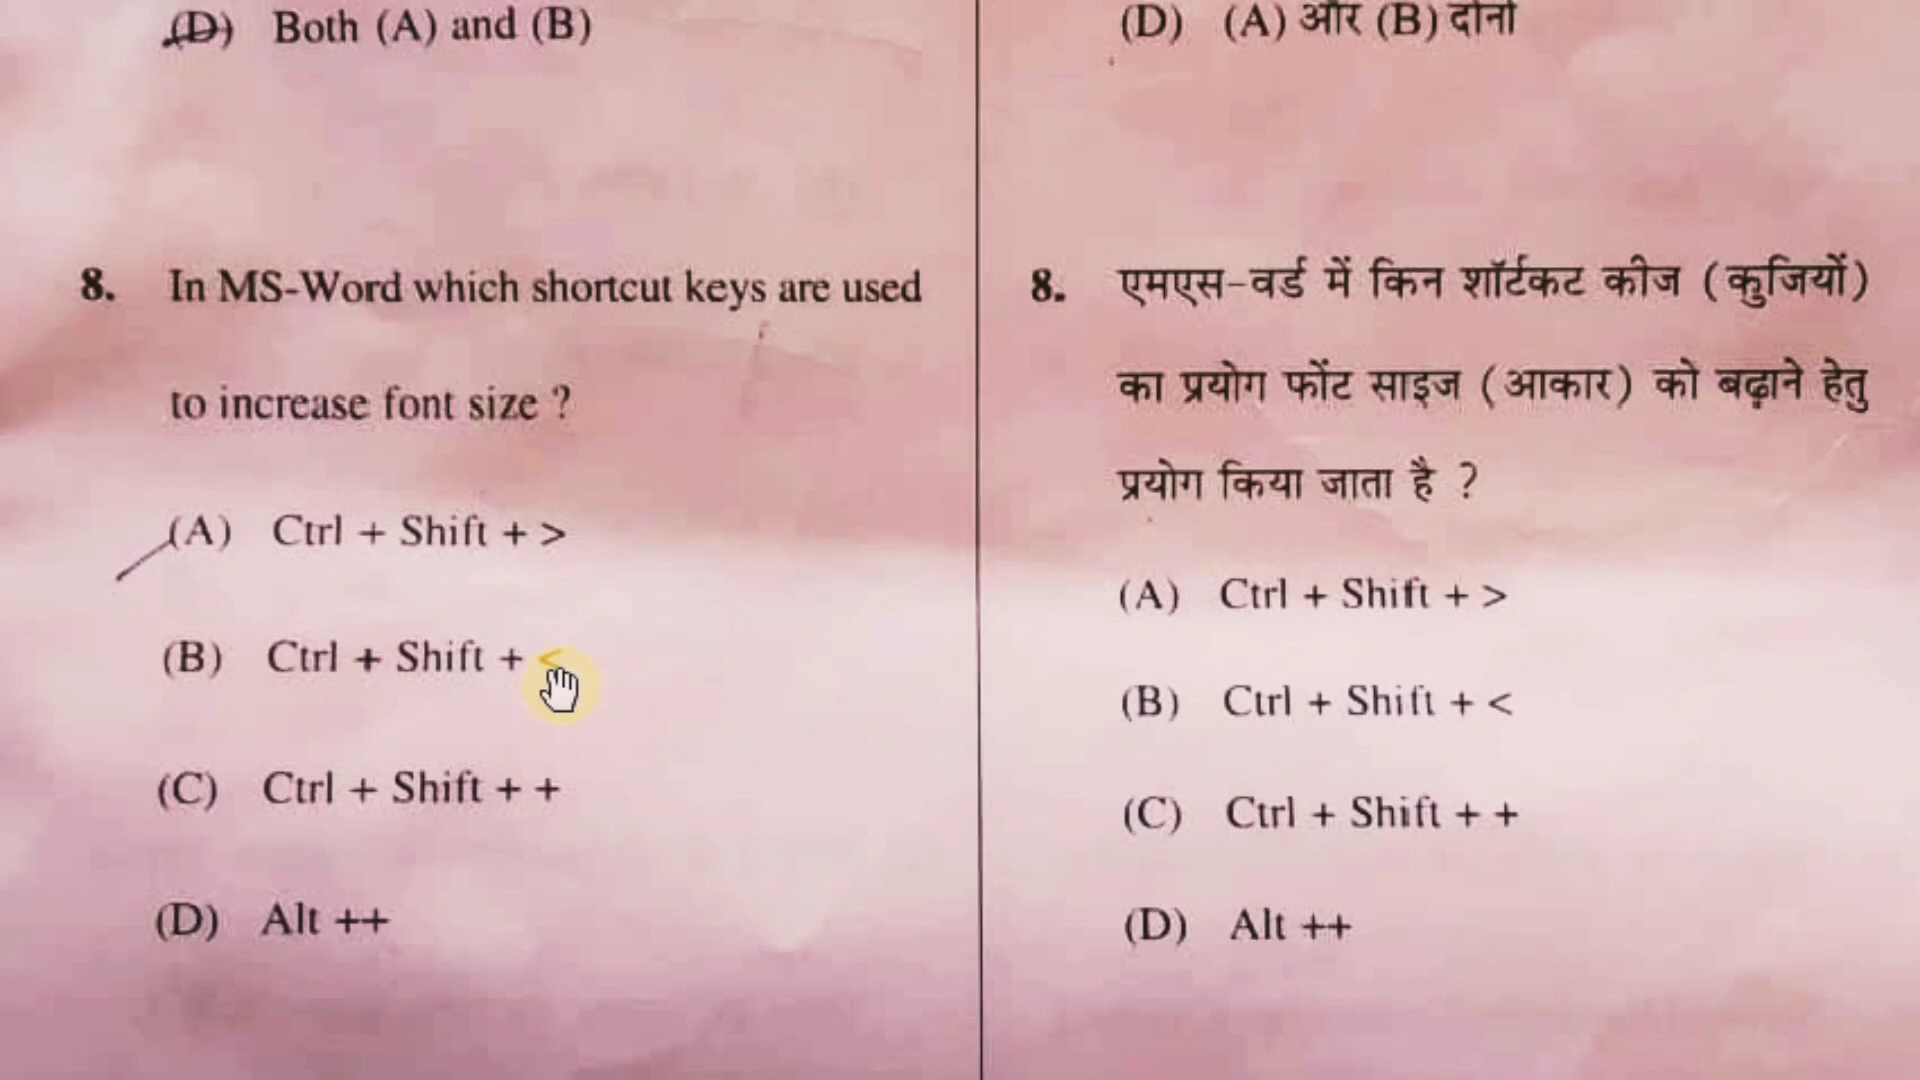 (D) Both (A) and (B)
8. In MS-Word which shortcut keys are used
to increase font size ?
(A) Ctrl + Shift + >
(B) Ctrl + Shift + <
(C) Ctrl + Shift + +
(D) Alt ++
(D) (A) और (B) दोनों
8. एमएस-वर्ड में किन शॉर्टकट कीज (कुजियों)
का प्रयोग फोंट साइज (आकार) को बढ़ाने हेतु
प्रयोग किया जाता है ?
(A) Ctrl + Shift + >
(B) Ctrl + Shift + <
(C) Ctrl + Shift + +
(D) Alt ++